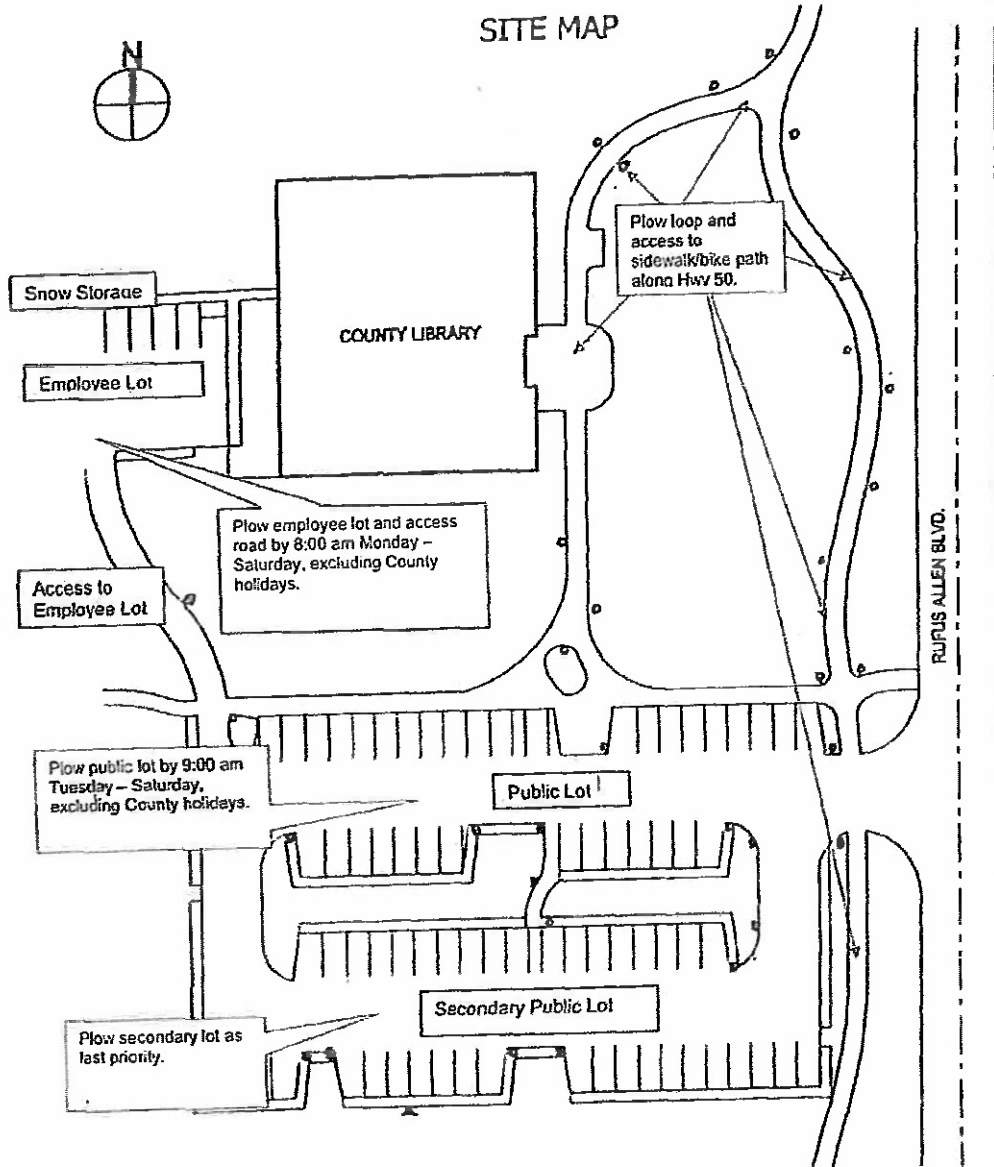 SITE MAP
N
Plow loop and
access to
sidewalk/bike path
along Hwy 50.
Snow Storage
COUNTY LIBRARY
Employee Lot
Plow employee lot and access
road by 8:00 am Monday –
Saturday, excluding County
holidays.
Access to
Employee Lot
RUFUS ALLEN BLVD.
Plow public lot by 9:00 am
Tuesday – Saturday,
excluding County holidays.
Public Lot
Secondary Public Lot
Plow secondary lot as
last priority.